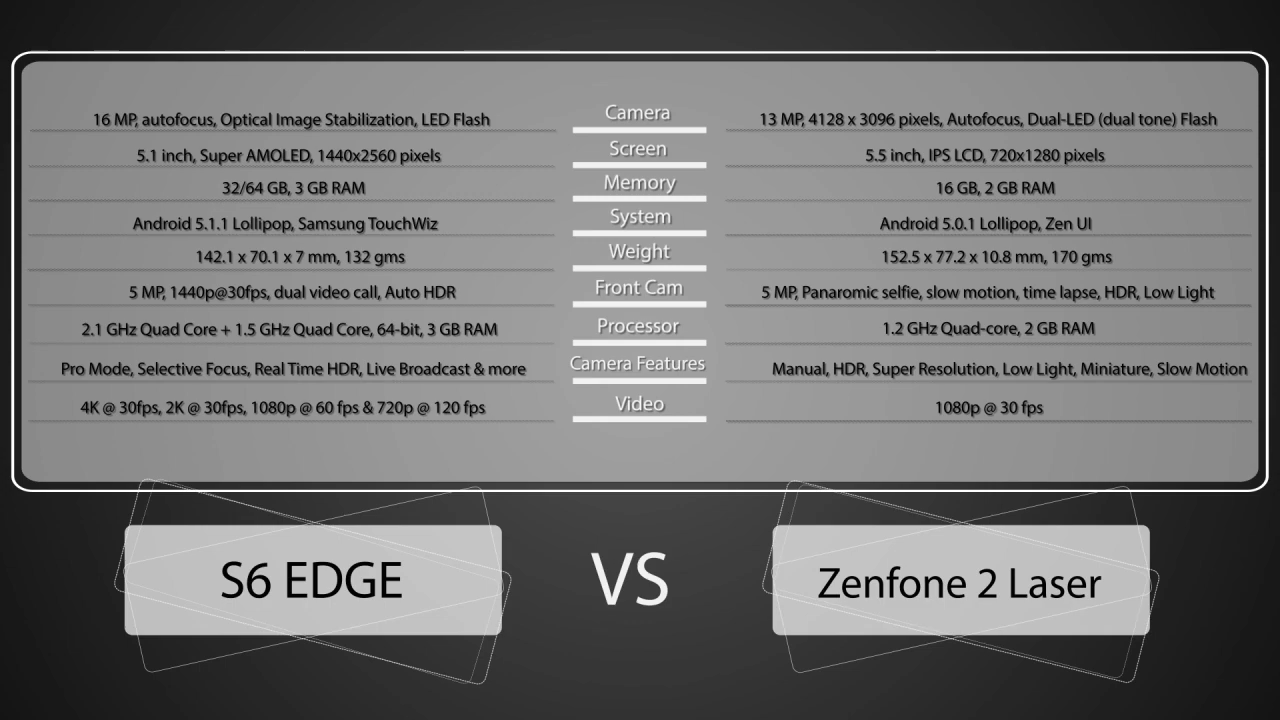 16 MP, autofocus, Optical Image Stabilization, LED Flash Camera 13 MP, 4128 x 3096 pixels, Autofocus, Dual-LED (dual tone) Flash
5.1 inch, Super AMOLED, 1440x2560 pixels Screen 5.5 inch, IPS LCD, 720x1280 pixels
32/64 GB, 3 GB RAM Memory 16 GB, 2 GB RAM
Android 5.1.1 Lollipop, Samsung TouchWiz System Android 5.0.1 Lollipop, Zen UI
142.1 x 70.1 x 7 mm, 132 gms Weight 152.5 x 77.2 x 10.8 mm, 170 gms
5 MP, 1440p@30fps, dual video call, Auto HDR Front Cam 5 MP, Panaromic selfie, slow motion, time lapse, HDR, Low Light
2.1 GHz Quad Core + 1.5 GHz Quad Core, 64-bit, 3 GB RAM Processor 1.2 GHz Quad-core, 2 GB RAM
Pro Mode, Selective Focus, Real Time HDR, Live Broadcast & more Camera Features Manual, HDR, Super Resolution, Low Light, Miniature, Slow Motion
4K @ 30fps, 2K @ 30fps, 1080p @ 60 fps & 720p @ 120 fps Video 1080p @ 30 fps
S6 EDGE VS Zenfone 2 Laser